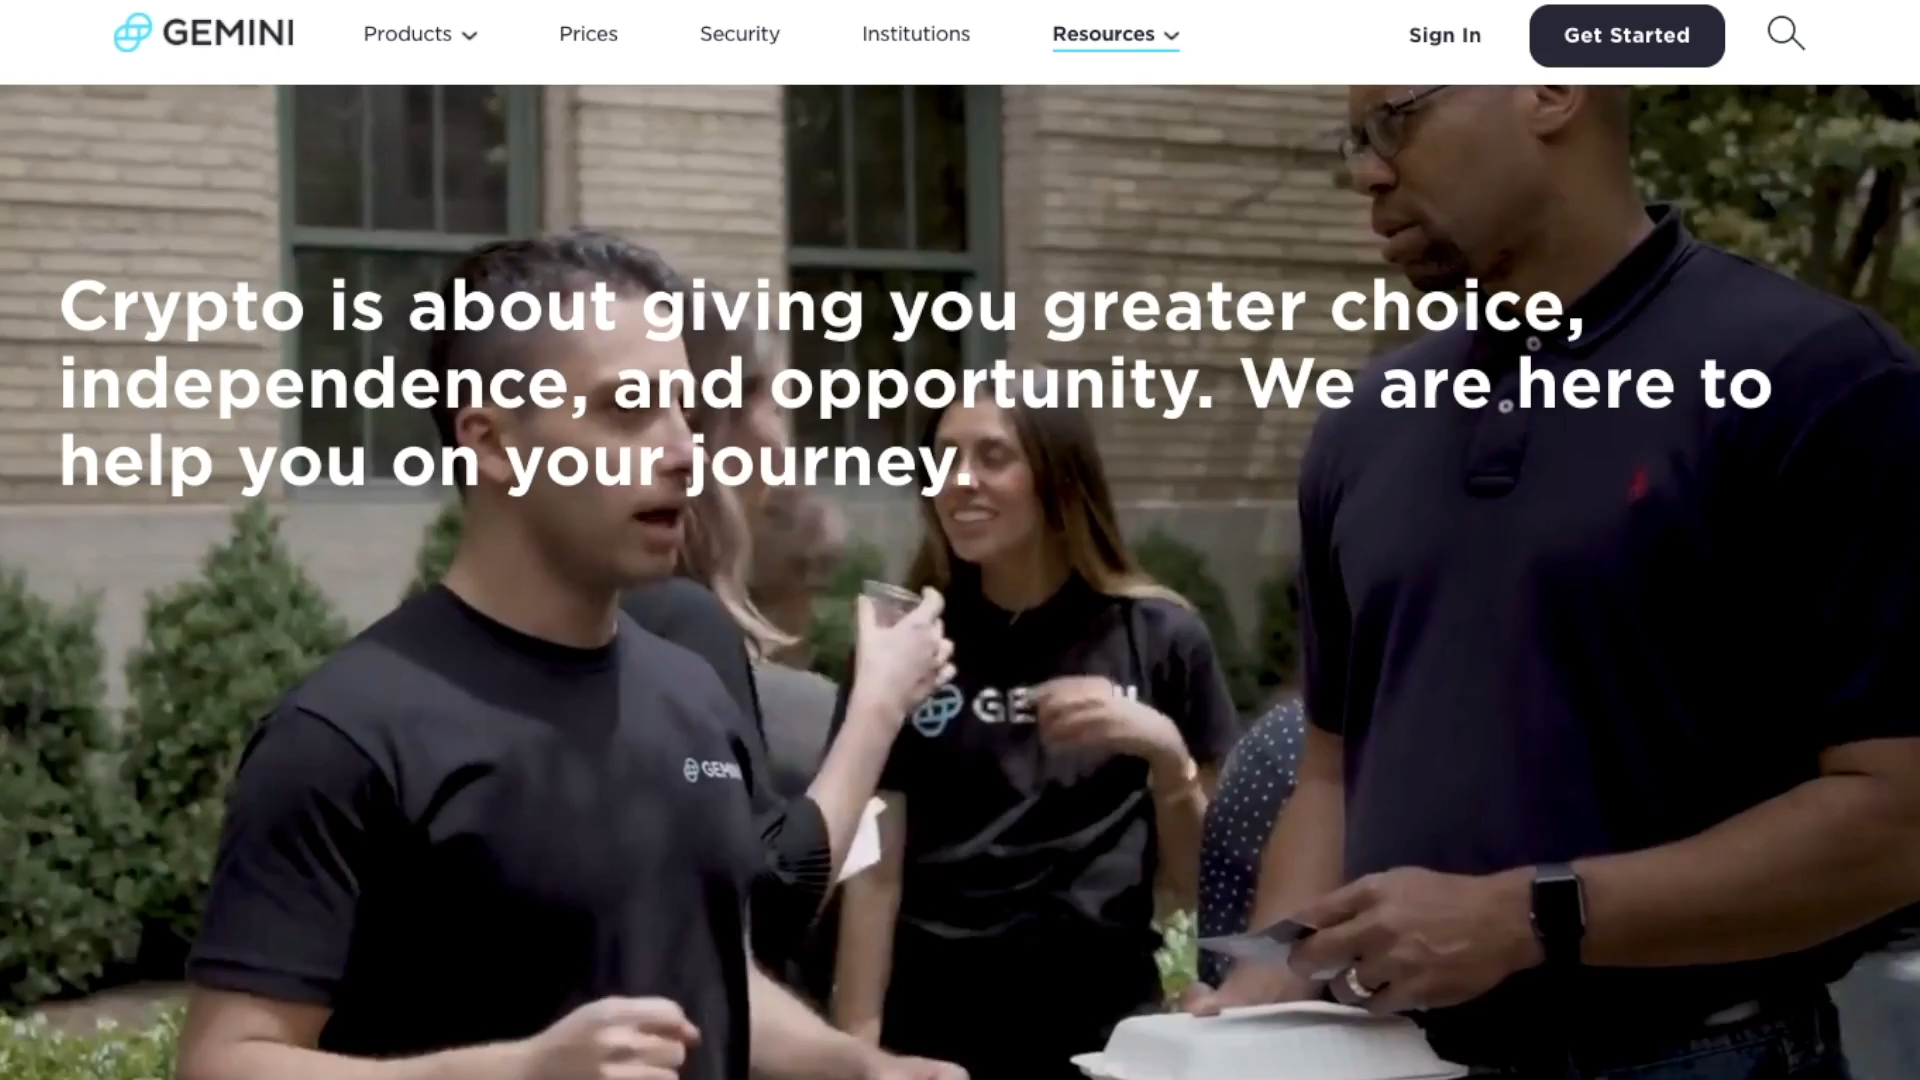 GEMINI
Products
Prices
Security
Institutions
Resources
Sign In
Get Started
Crypto is about giving you greater choice,
independence, and opportunity. We are here to
help you on your journey.